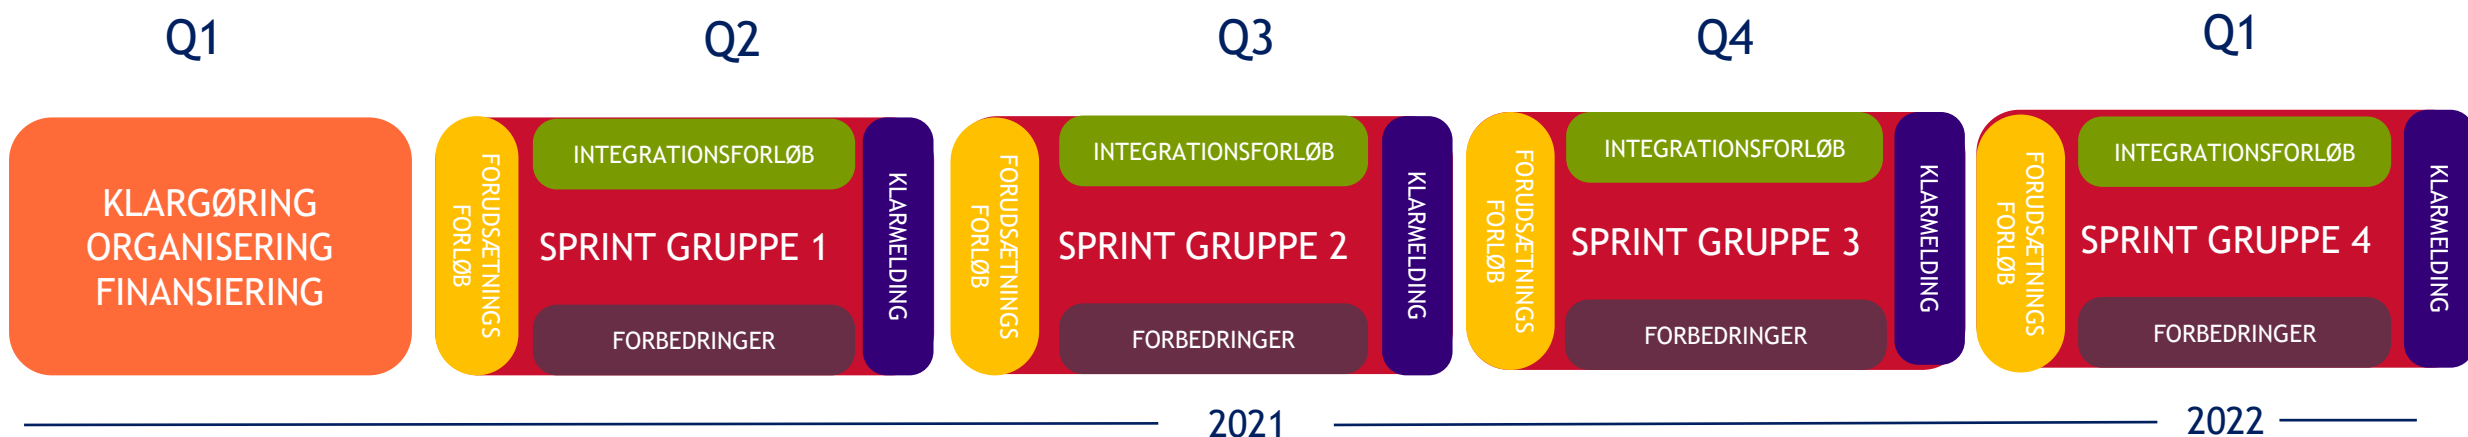 Q1
Q2
Q3
Q4
Q1
KLARGØRING
ORGANISERING
FINANSIERING
FORUDSÆTNINGS
FORLØB
INTEGRATIONSFORLØB
SPRINT GRUPPE 1
FORBEDRINGER
KLARMELDING
FORUDSÆTNINGS
FORLØB
INTEGRATIONSFORLØB
SPRINT GRUPPE 2
FORBEDRINGER
KLARMELDING
FORUDSÆTNINGS
FORLØB
INTEGRATIONSFORLØB
SPRINT GRUPPE 3
FORBEDRINGER
KLARMELDING
FORUDSÆTNINGS
FORLØB
INTEGRATIONSFORLØB
SPRINT GRUPPE 4
FORBEDRINGER
KLARMELDING
2021
2022